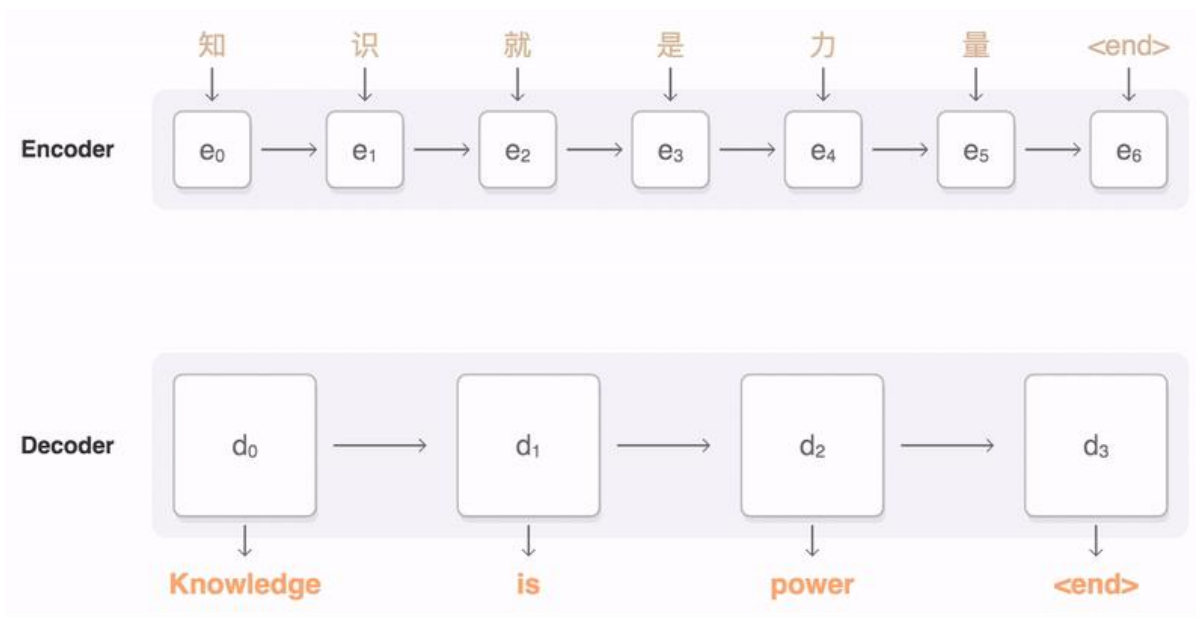 知 识 就 是 力 量 <end>
Encoder e₀ e₁ e₂ e₃ e₄ e₅ e₆
Decoder d₀ d₁ d₂ d₃
Knowledge is power <end>